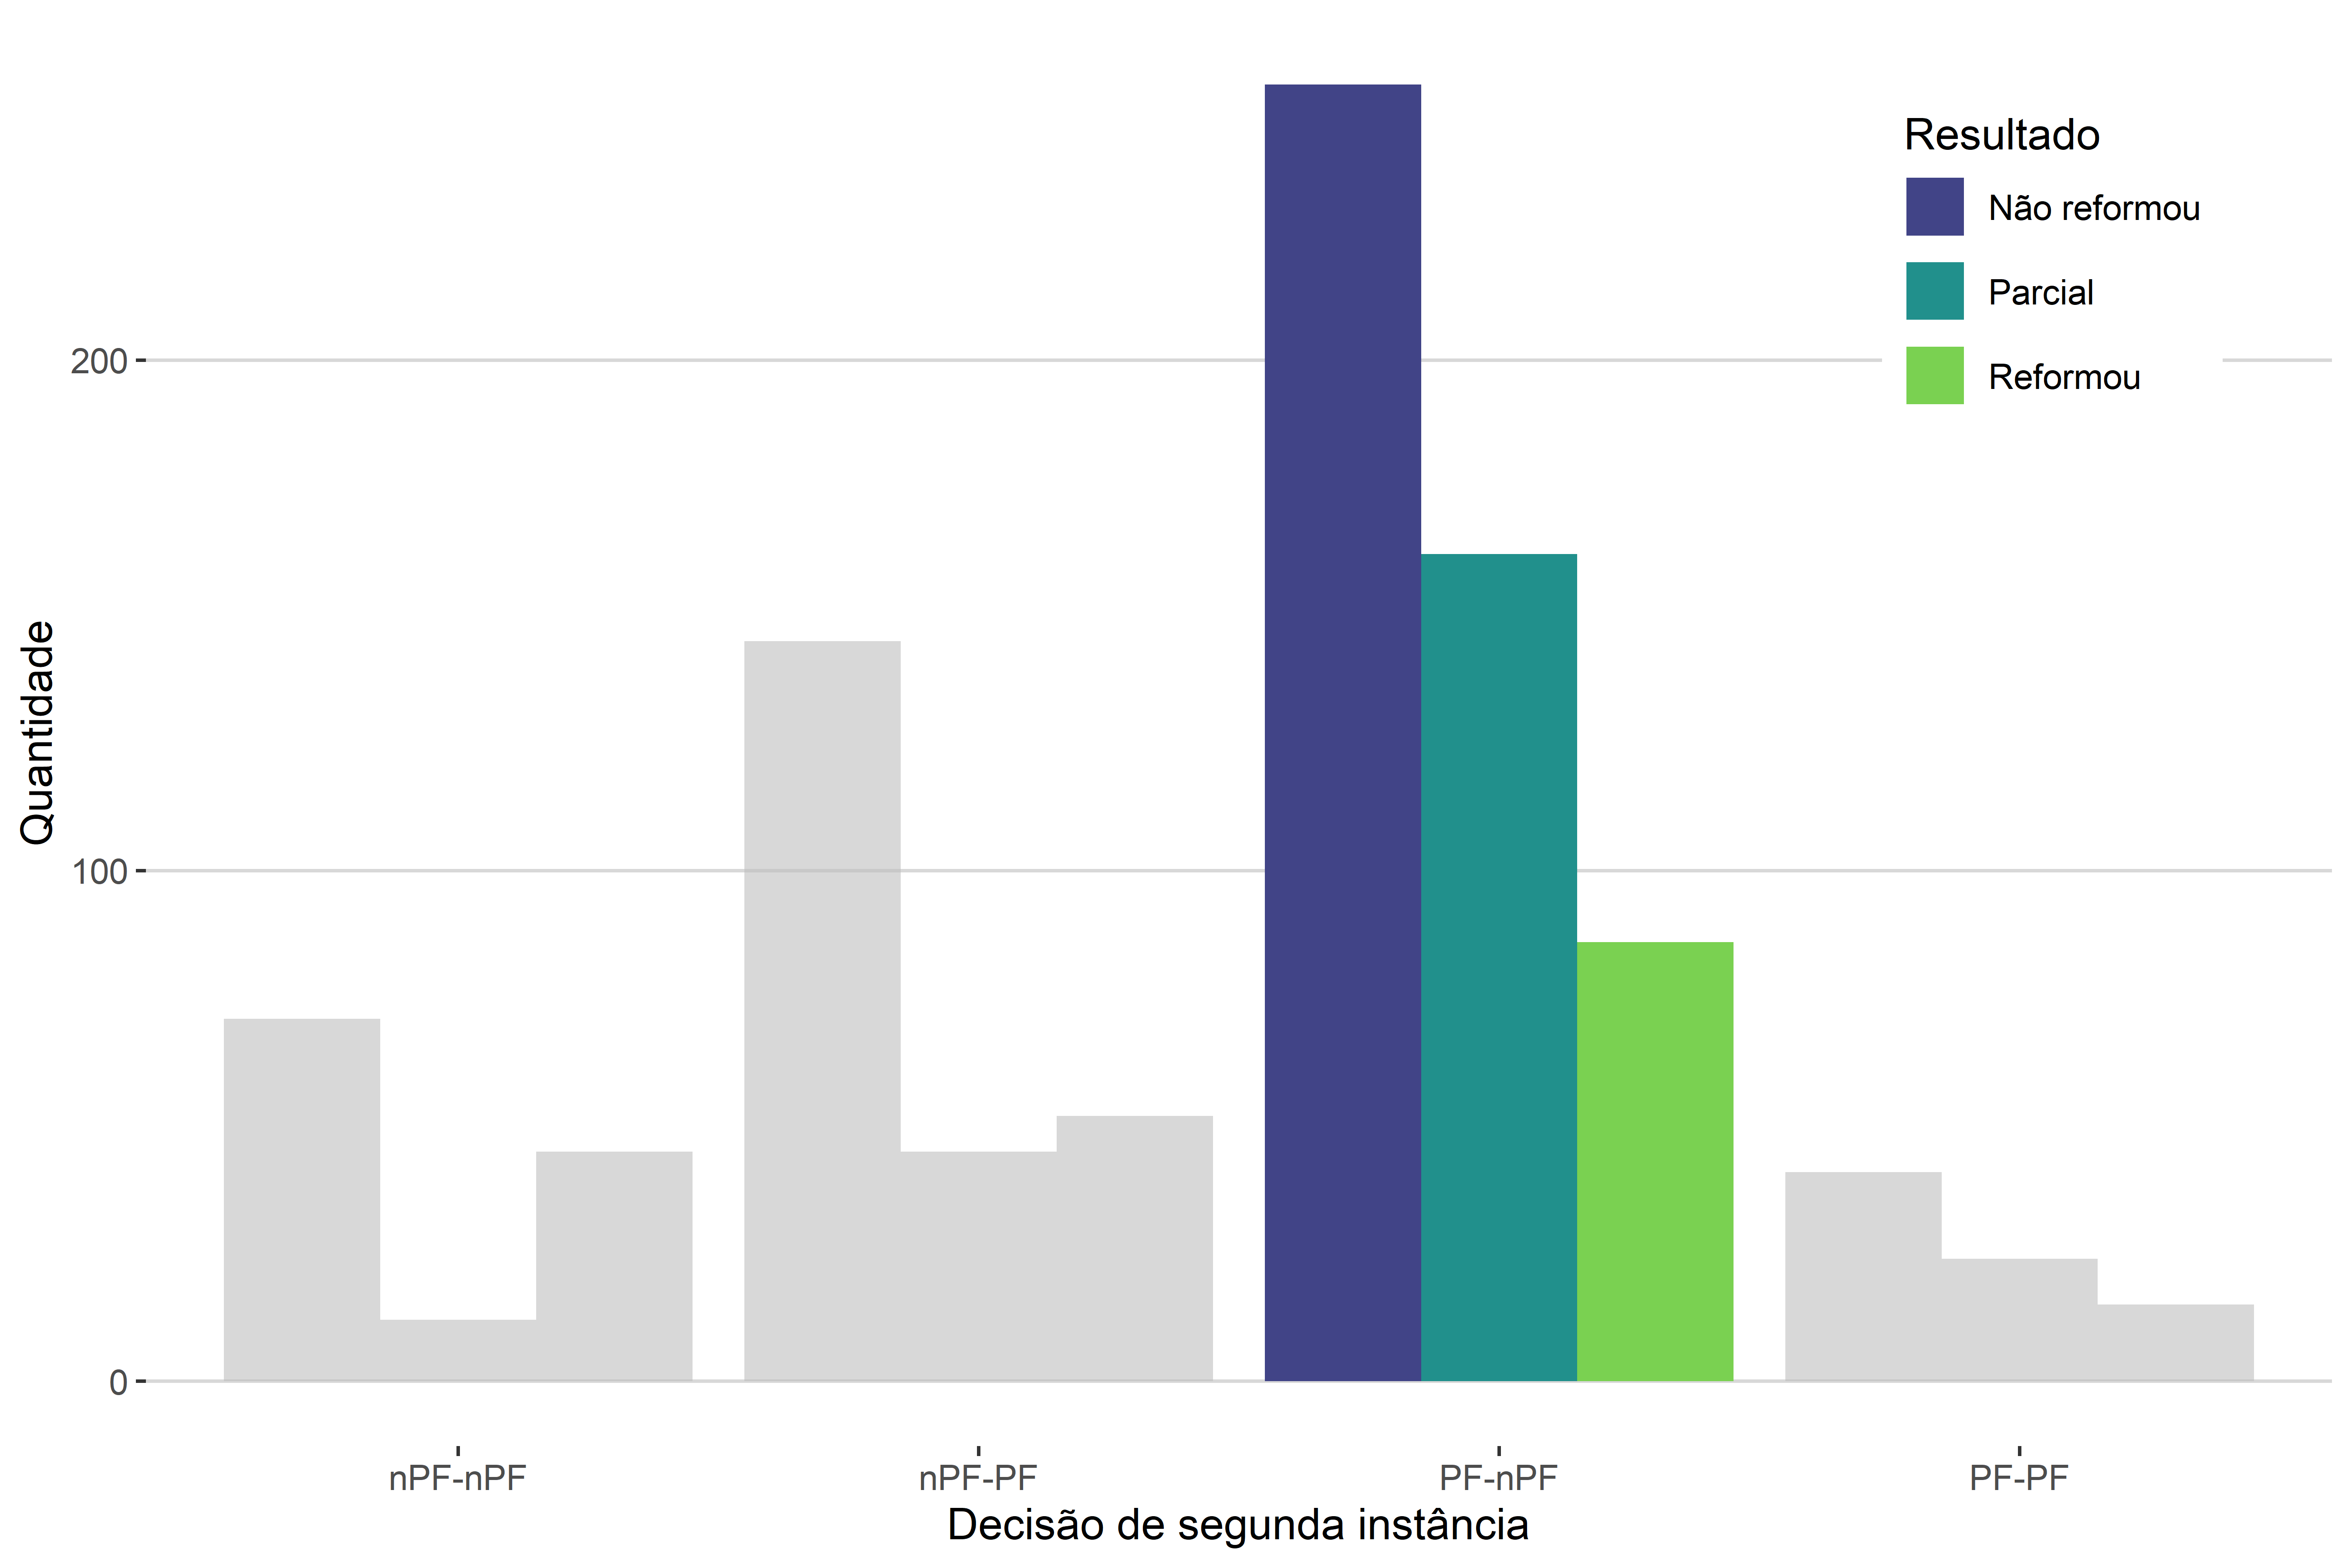 Resultado
Não reformou
Parcial
Reformou
Quantidade
200
100
0
nPF-nPF
nPF-PF
PF-nPF
PF-PF
Decisão de segunda instância